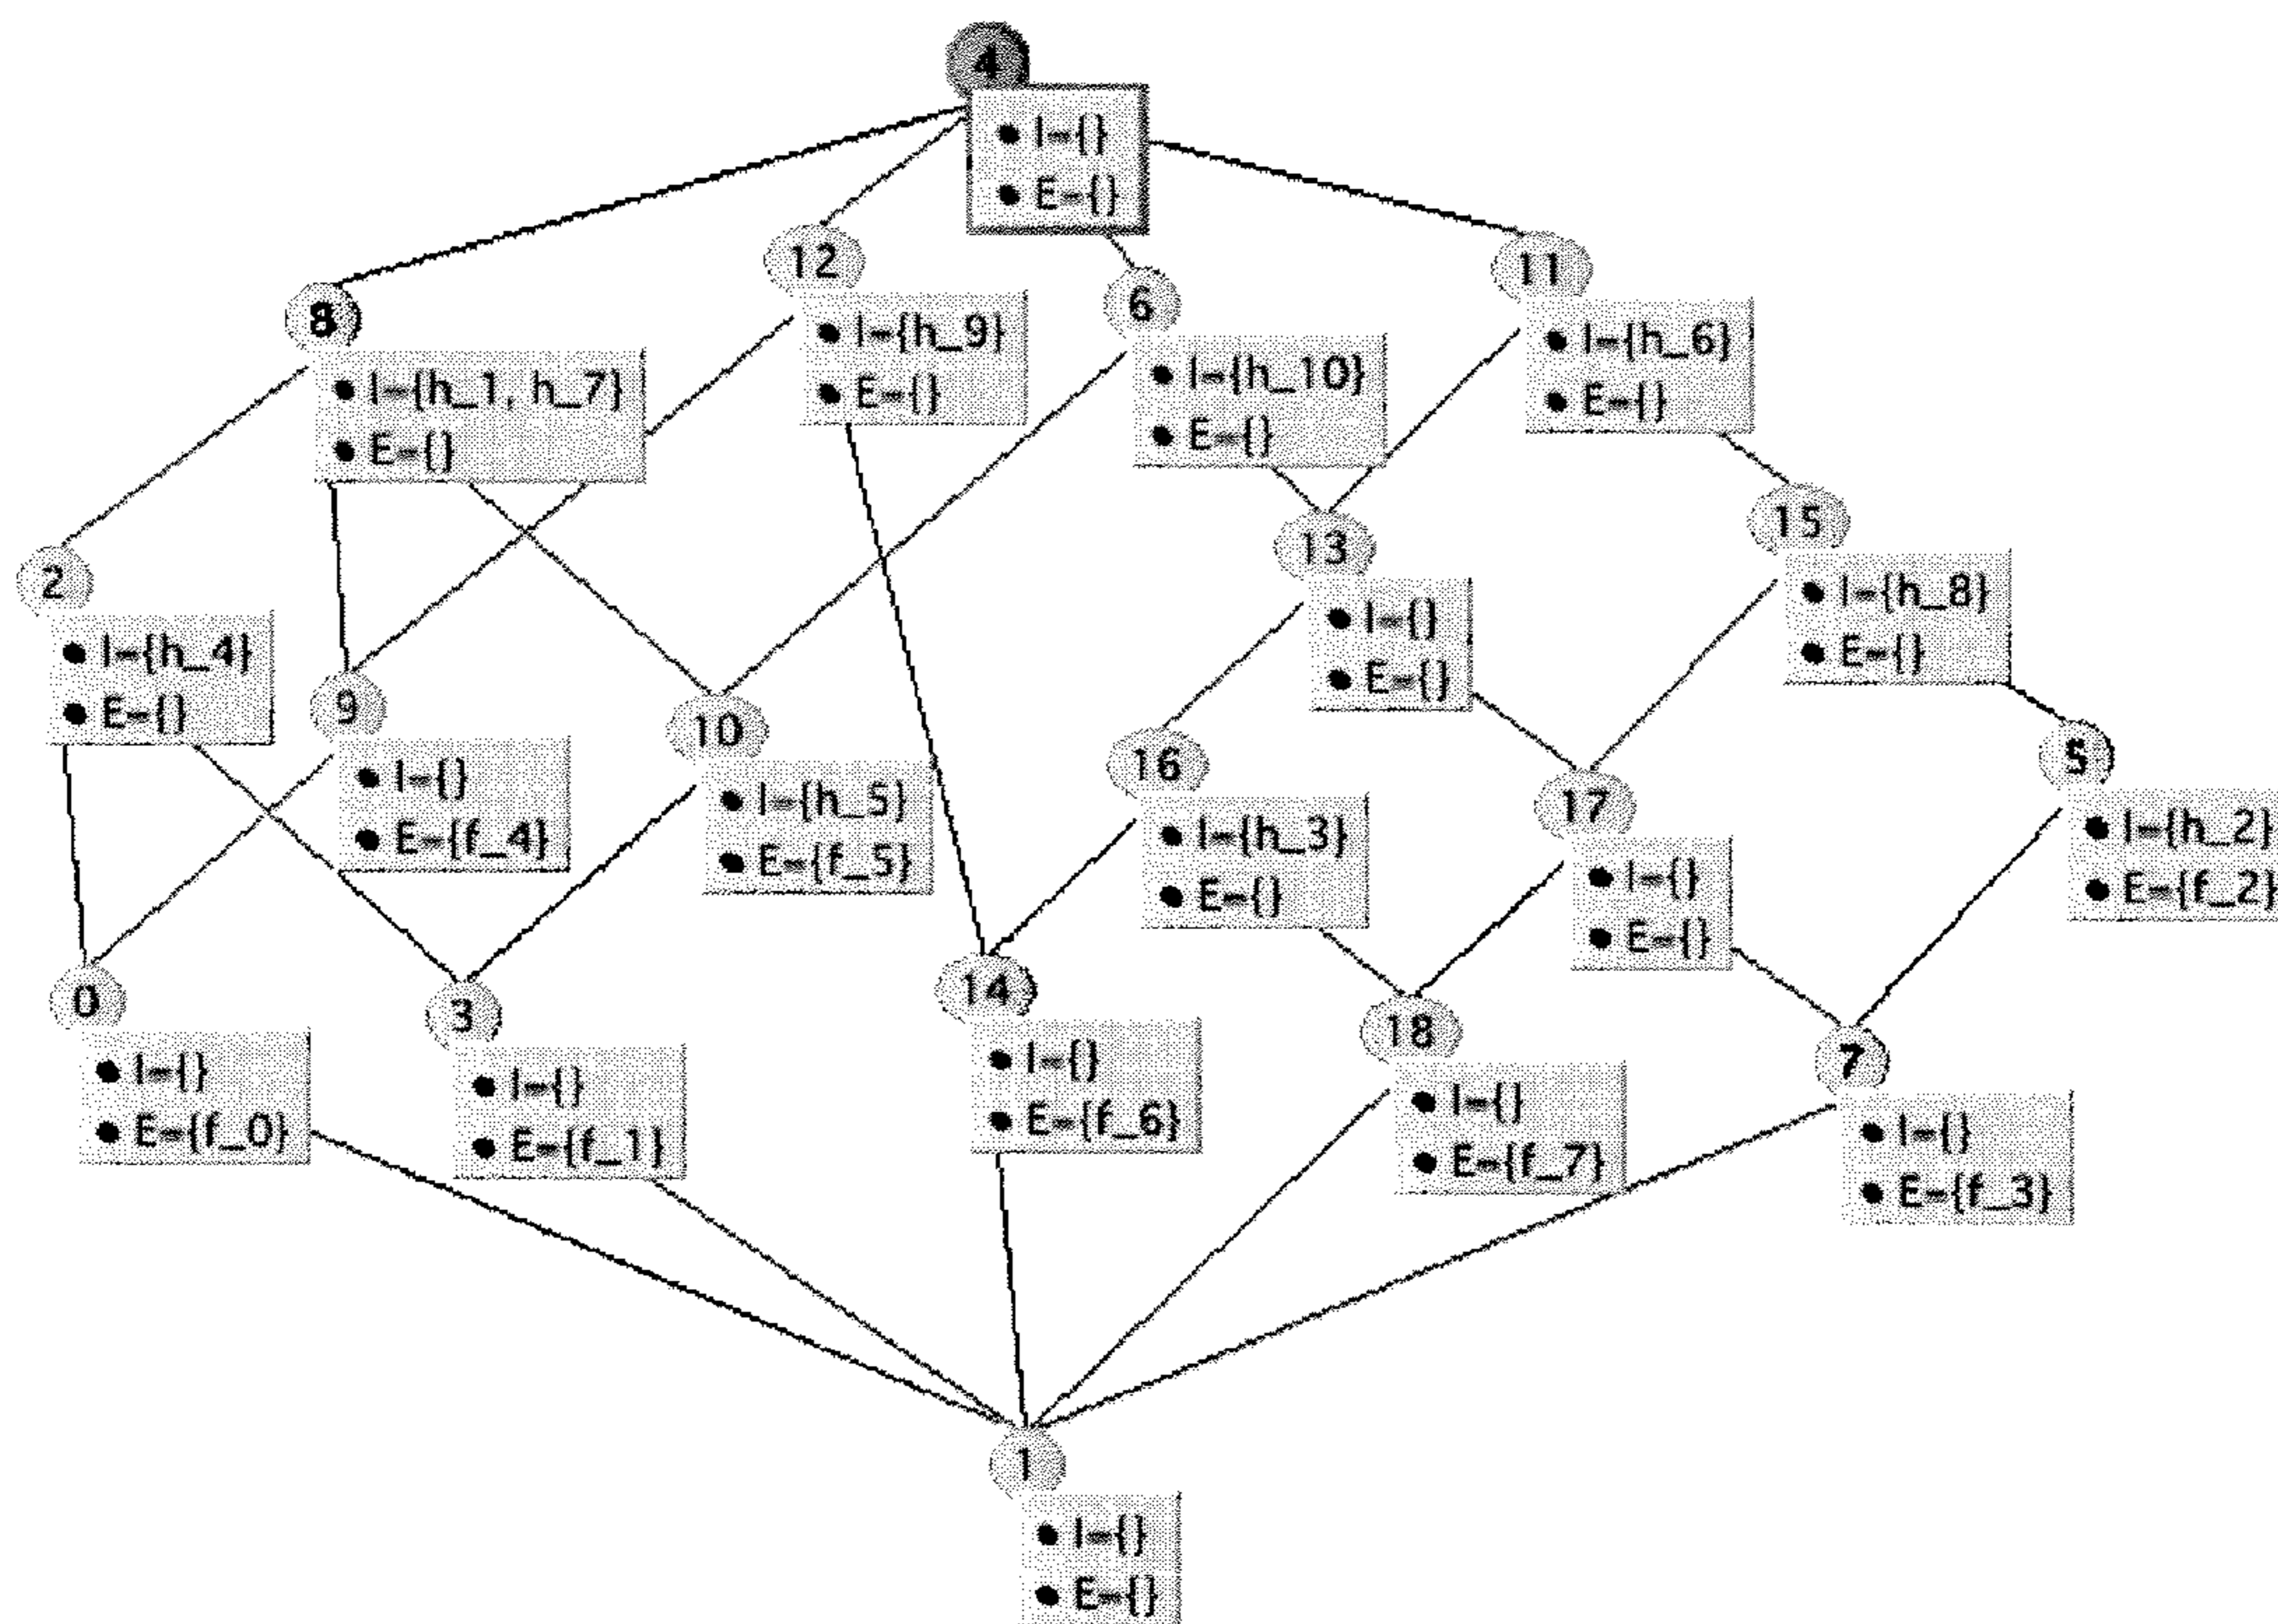 4
I={}
E={}
12
I={h_9}
E={}
11
I={h_6}
E={}
6
I={h_10}
E={}
8
I={h_1, h_7}
E={}
15
I={h_8}
E={}
13
I={}
E={}
2
I={h_4}
E={}
9
I={}
E={f_4}
10
I={h_5}
E={f_5}
16
I={h_3}
E={}
17
I={}
E={}
5
I={h_2}
E={f_2}
0
I={}
E={f_0}
3
I={}
E={f_1}
14
I={}
E={f_6}
18
I={}
E={f_7}
7
I={}
E={f_3}
1
I={}
E={}